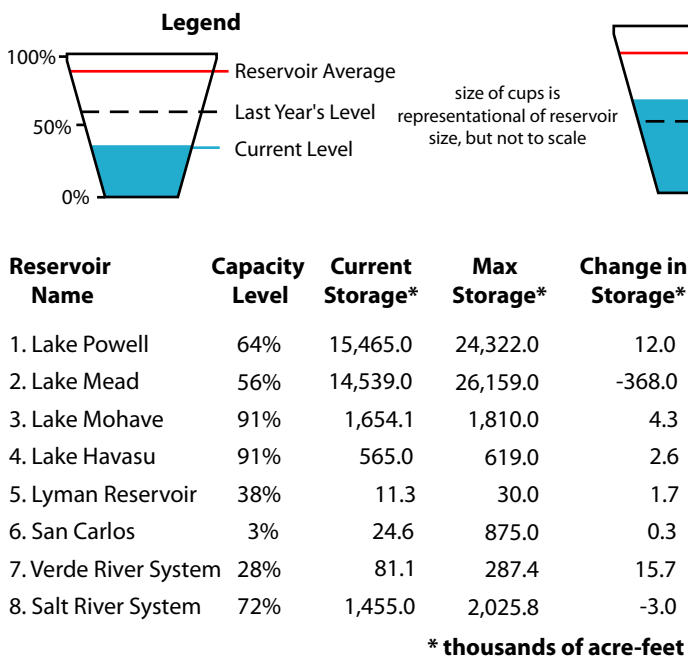 Legend
100%
Reservoir Average
Last Year's Level
50%
Current Level
0%
size of cups is
representational of reservoir
size, but not to scale
Reservoir Capacity Current Max Change in
Name Level Storage* Storage* Storage*
1. Lake Powell 64% 15,465.0 24,322.0 12.0
2. Lake Mead 56% 14,539.0 26,159.0 -368.0
3. Lake Mohave 91% 1,654.1 1,810.0 4.3
4. Lake Havasu 91% 565.0 619.0 2.6
5. Lyman Reservoir 38% 11.3 30.0 1.7
6. San Carlos 3% 24.6 875.0 0.3
7. Verde River System 28% 81.1 287.4 15.7
8. Salt River System 72% 1,455.0 2,025.8 -3.0
* thousands of acre-feet